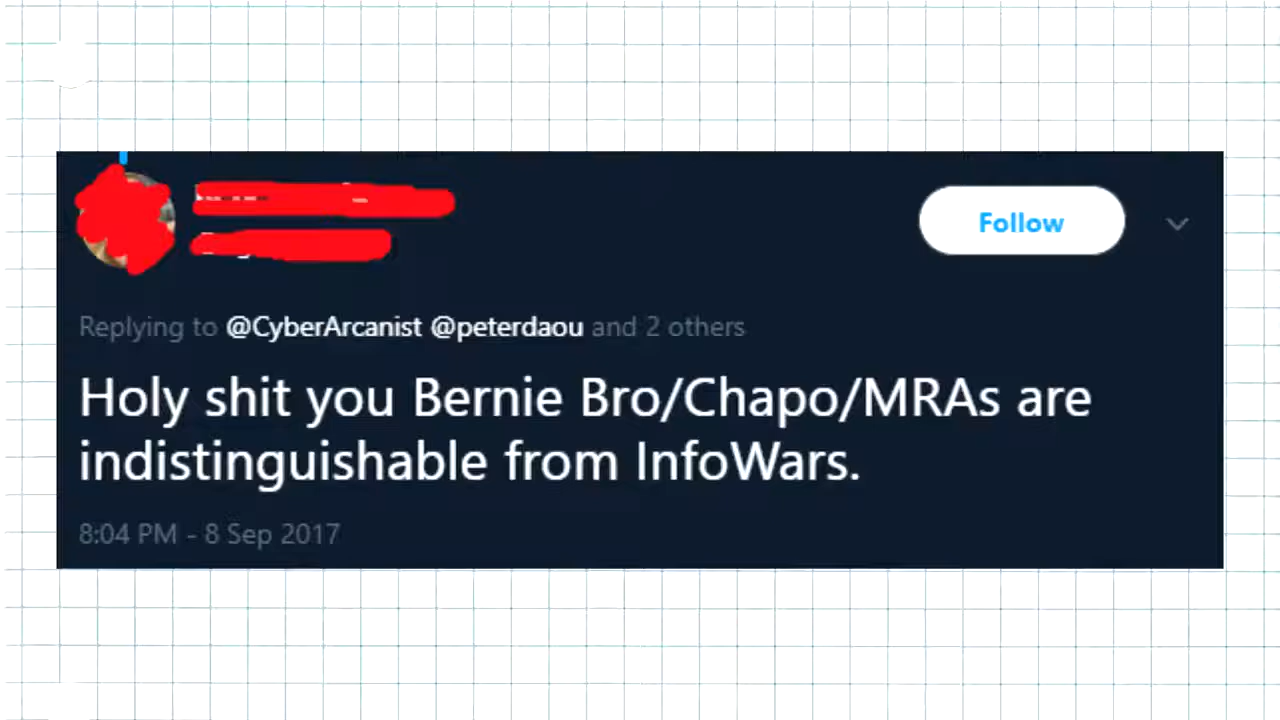 Follow
Replying to @CyberArcanist @peterdaou and 2 others
Holy shit you Bernie Bro/Chapo/MRAs are
indistinguishable from InfoWars.
8:04 PM - 8 Sep 2017